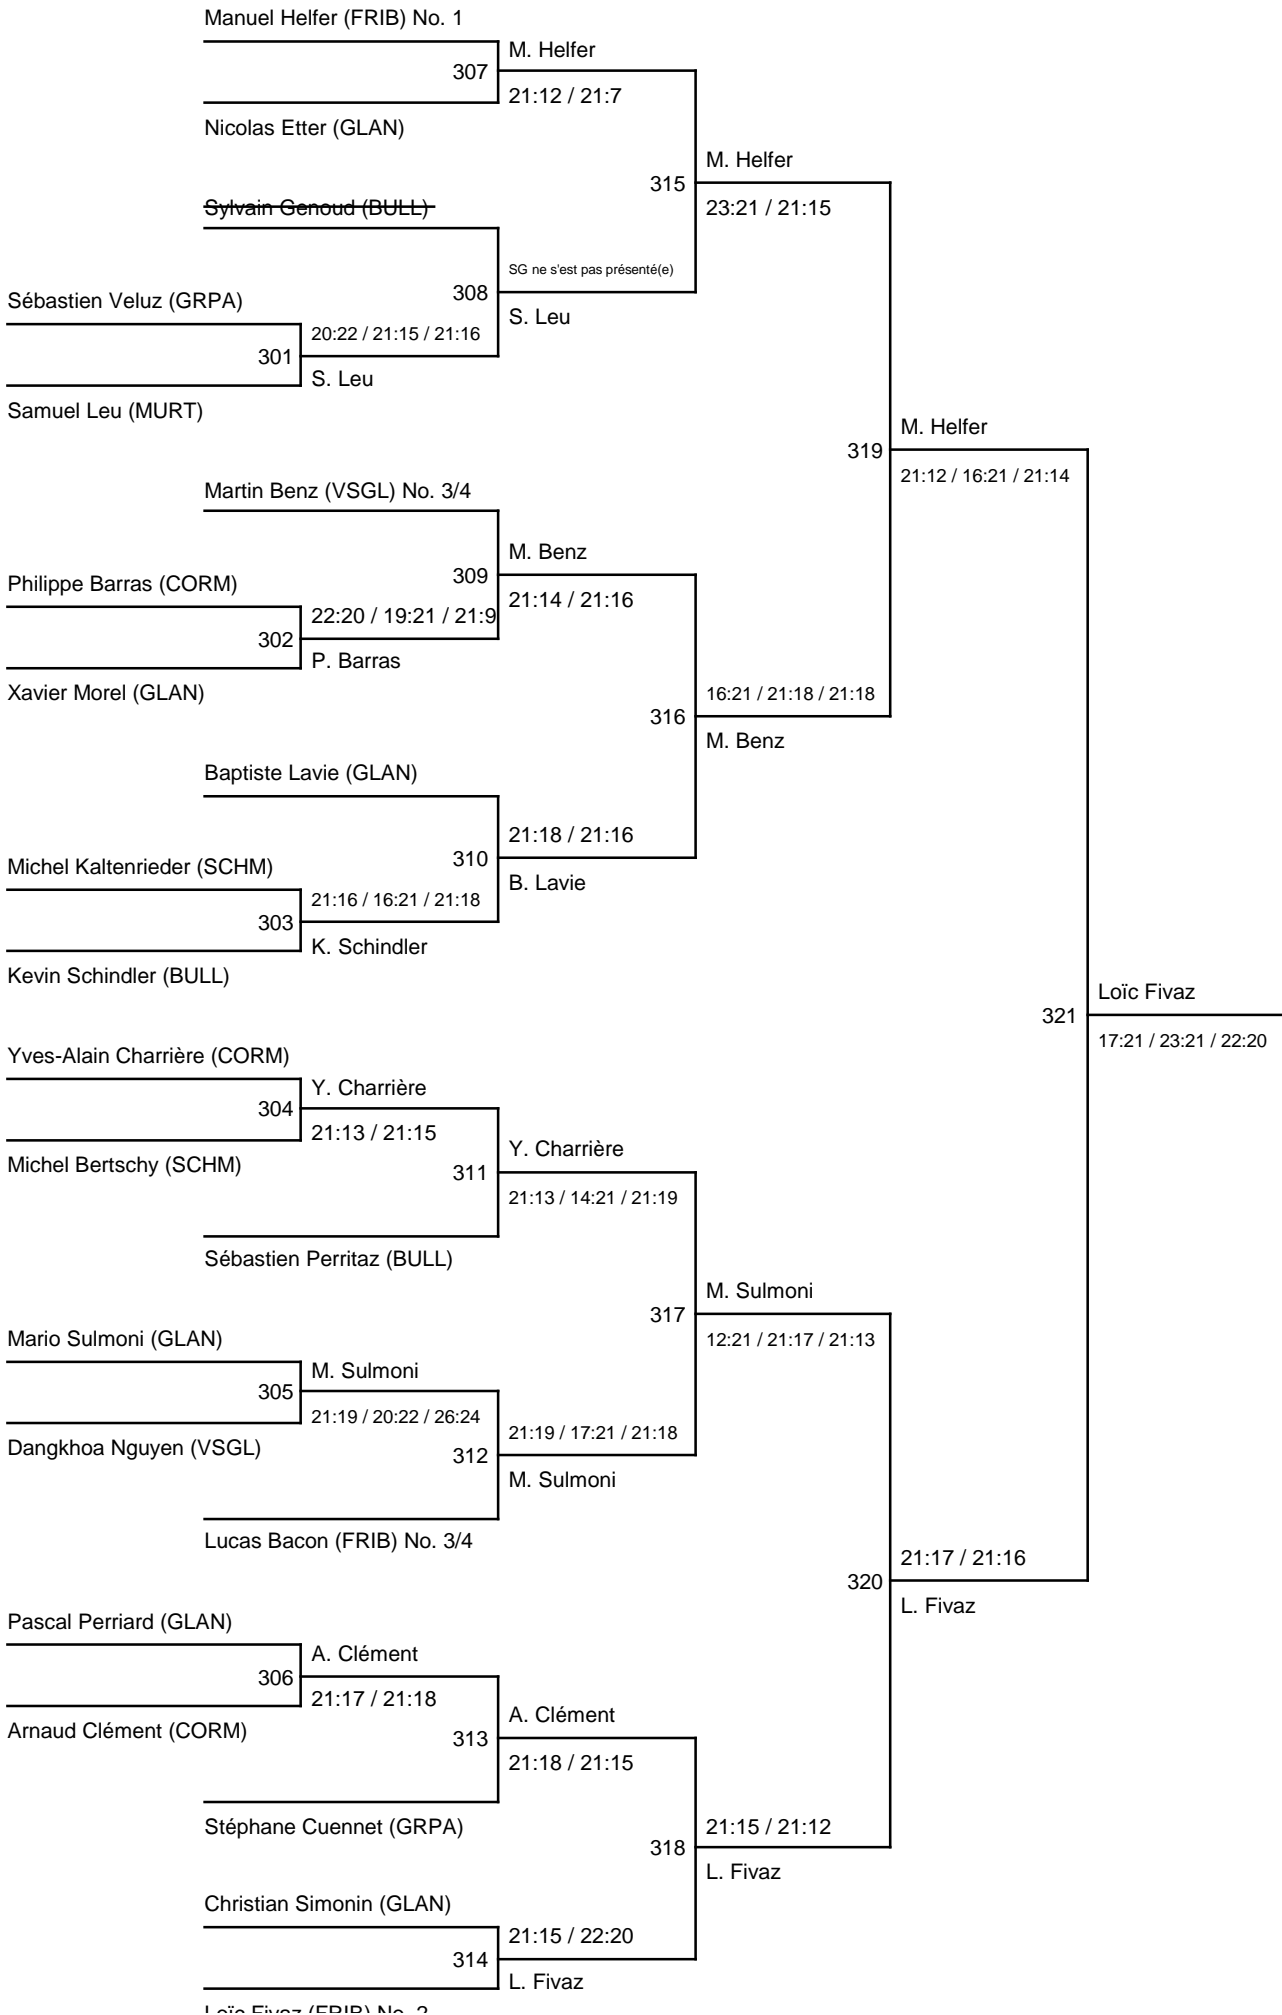 Manuel Helfer (FRIB) No. 1
M. Helfer
307
21:12 / 21:7
Nicolas Etter (GLAN)
M. Helfer
315
23:21 / 21:15
Sylvain Genoud (BULL)
SG ne s'est pas présenté(e)
308
S. Leu
Sébastien Veluz (GRPA)
20:22 / 21:15 / 21:16
301
S. Leu
Samuel Leu (MURT)
M. Helfer
319
21:12 / 16:21 / 21:14
Martin Benz (VSGL) No. 3/4
M. Benz
309
21:14 / 21:16
Philippe Barras (CORM)
22:20 / 19:21 / 21:9
302
P. Barras
Xavier Morel (GLAN)
16:21 / 21:18 / 21:18
316
M. Benz
Baptiste Lavie (GLAN)
21:18 / 21:16
310
B. Lavie
Michel Kaltenrieder (SCHM)
21:16 / 16:21 / 21:18
303
K. Schindler
Kevin Schindler (BULL)
Loïc Fivaz
321
17:21 / 23:21 / 22:20
Yves-Alain Charrière (CORM)
Y. Charrière
304
21:13 / 21:15
Michel Bertschy (SCHM)
Y. Charrière
311
21:13 / 14:21 / 21:19
Sébastien Perritaz (BULL)
M. Sulmoni
317
12:21 / 21:17 / 21:13
Mario Sulmoni (GLAN)
M. Sulmoni
305
21:19 / 20:22 / 26:24
Dangkhoa Nguyen (VSGL)
21:19 / 17:21 / 21:18
312
M. Sulmoni
Lucas Bacon (FRIB) No. 3/4
21:17 / 21:16
320
L. Fivaz
Pascal Perriard (GLAN)
A. Clément
306
21:17 / 21:18
Arnaud Clément (CORM)
A. Clément
313
21:18 / 21:15
Stéphane Cuennet (GRPA)
21:15 / 21:12
318
L. Fivaz
Christian Simonin (GLAN)
21:15 / 22:20
314
L. Fivaz
Loïc Fivaz (FRIB) No. 2